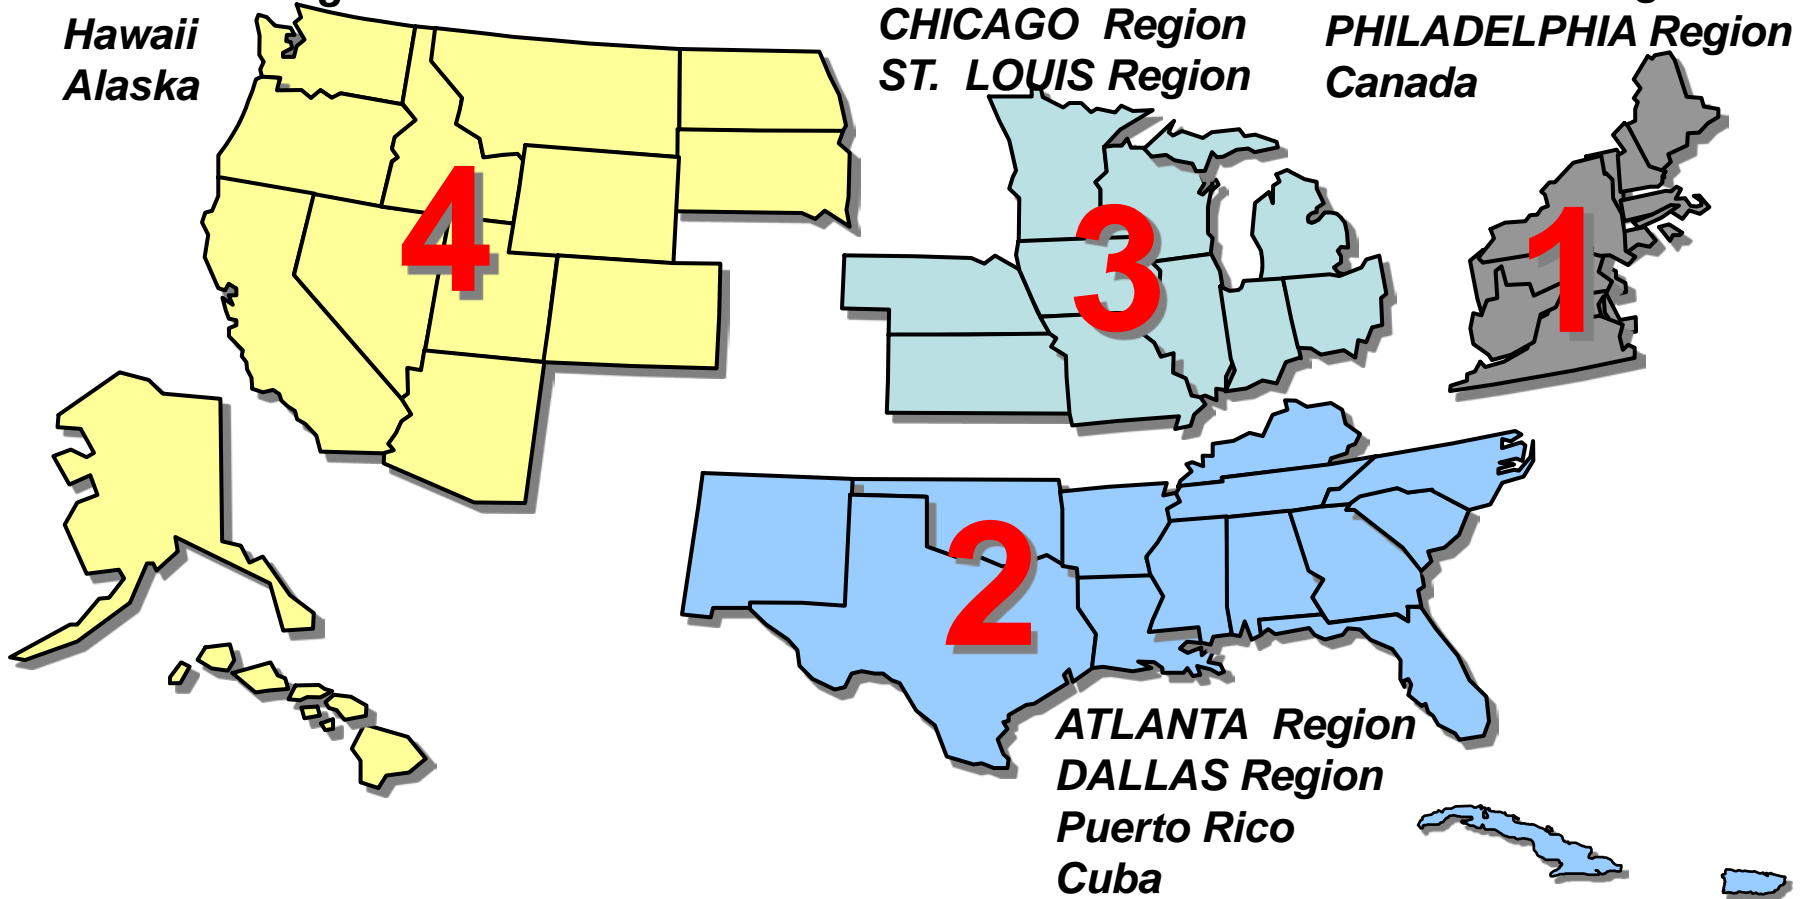 Hawaii
Alaska
CHICAGO Region
ST. LOUIS Region
PHILADELPHIA Region
Canada
4
3
1
2
ATLANTA Region
DALLAS Region
Puerto Rico
Cuba